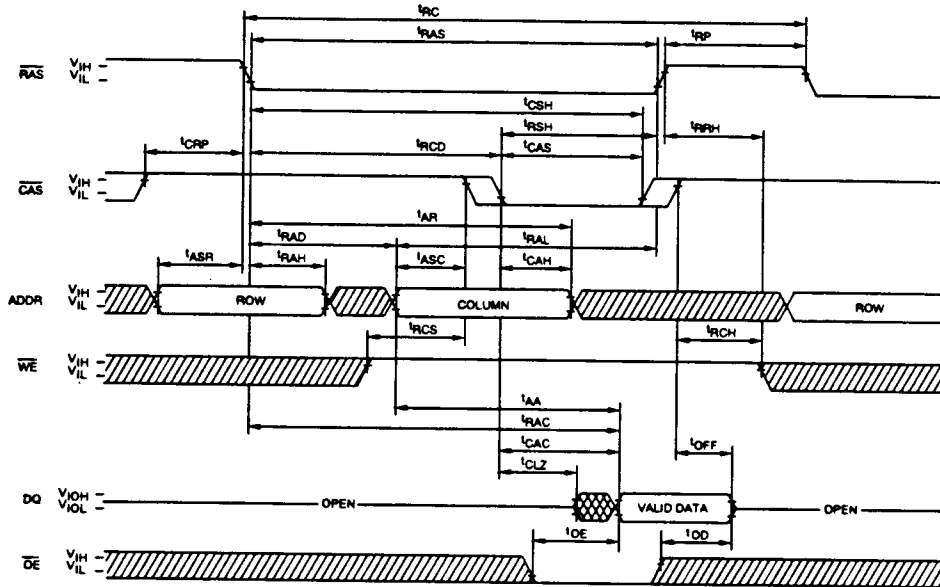 tRC
tRAS
tRP
RAS VIH VIL
tCSH
tRSH
tRRH
tCRP
tRCD
tCAS
CAS VIH VIL
tAR
tRAD
tRAL
tASR
tRAH
tASC
tCAH
ADDR VIH VIL ROW COLUMN ROW
tRCS
tRCH
WE VIH VIL
tAA
tRAC
tCAC
tOFF
tCLZ
DQ VIOH VIOL OPEN VALID DATA OPEN
tOE
tOD
OE VIH VIL